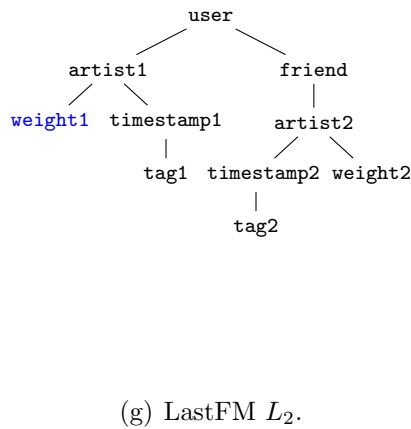 user
artist1 friend
weight1 timestamp1 artist2
tag1 timestamp2 weight2
tag2
(g) LastFM L₂.